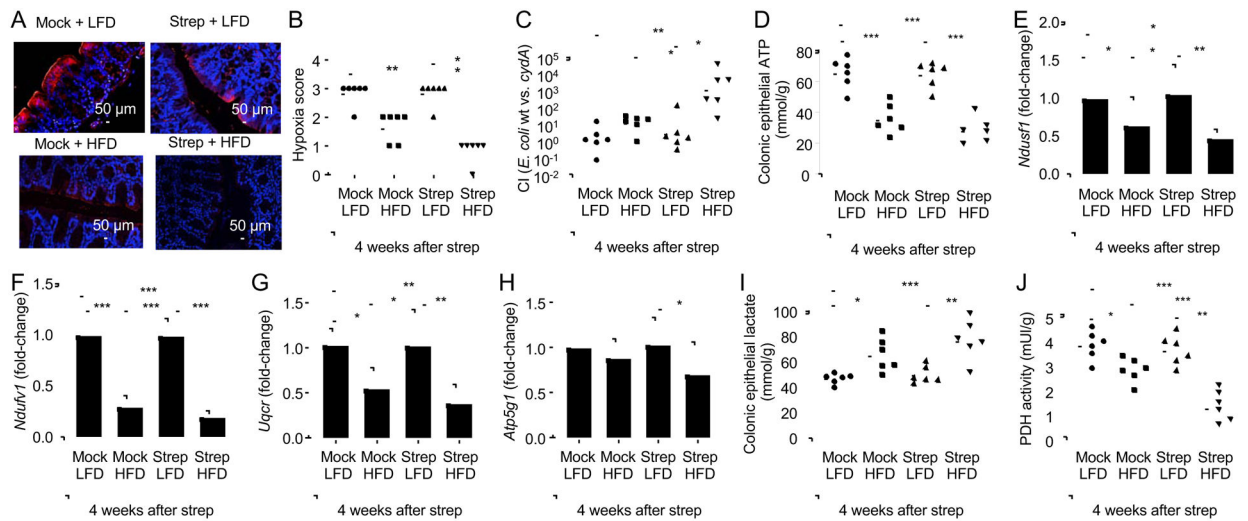 A
Mock + LFD
Strep + LFD
50 µm
50 µm
Mock + HFD
Strep + HFD
50 µm
50 µm
B
Hypoxia score
4
3
2
1
0
**
*
*
Mock LFD
Mock HFD
Strep LFD
Strep HFD
4 weeks after strep
C
CI (E. coli wt vs. cydA)
10^5
10^4
10^3
10^2
10^1
10^0
10^-1
10^-2
**
*
*
Mock LFD
Mock HFD
Strep LFD
Strep HFD
4 weeks after strep
D
Colonic epithelial ATP
(mmol/g)
80
60
40
20
0
***
***
***
Mock LFD
Mock HFD
Strep LFD
Strep HFD
4 weeks after strep
E
Ndusf1 (fold-change)
2.0
1.5
1.0
0.5
0.0
*
*
*
**
Mock LFD
Mock HFD
Strep LFD
Strep HFD
4 weeks after strep
F
Ndufv1 (fold-change)
1.5
1.0
0.5
0.0
***
***
***
***
Mock LFD
Mock HFD
Strep LFD
Strep HFD
4 weeks after strep
G
Uqcr (fold-change)
1.5
1.0
0.5
0.0
*
*
**
**
Mock LFD
Mock HFD
Strep LFD
Strep HFD
4 weeks after strep
H
Atp5g1 (fold-change)
1.5
1.0
0.5
0.0
*
Mock LFD
Mock HFD
Strep LFD
Strep HFD
4 weeks after strep
I
Colonic epithelial lactate
mmol/g)
100
80
60
40
0
*
***
**
Mock LFD
Mock HFD
Strep LFD
Strep HFD
4 weeks after strep
J
PDH activity (mUl/g)
5
4
3
2
1
0
*
***
***
**
Mock LFD
Mock HFD
Strep LFD
Strep HFD
4 weeks after strep